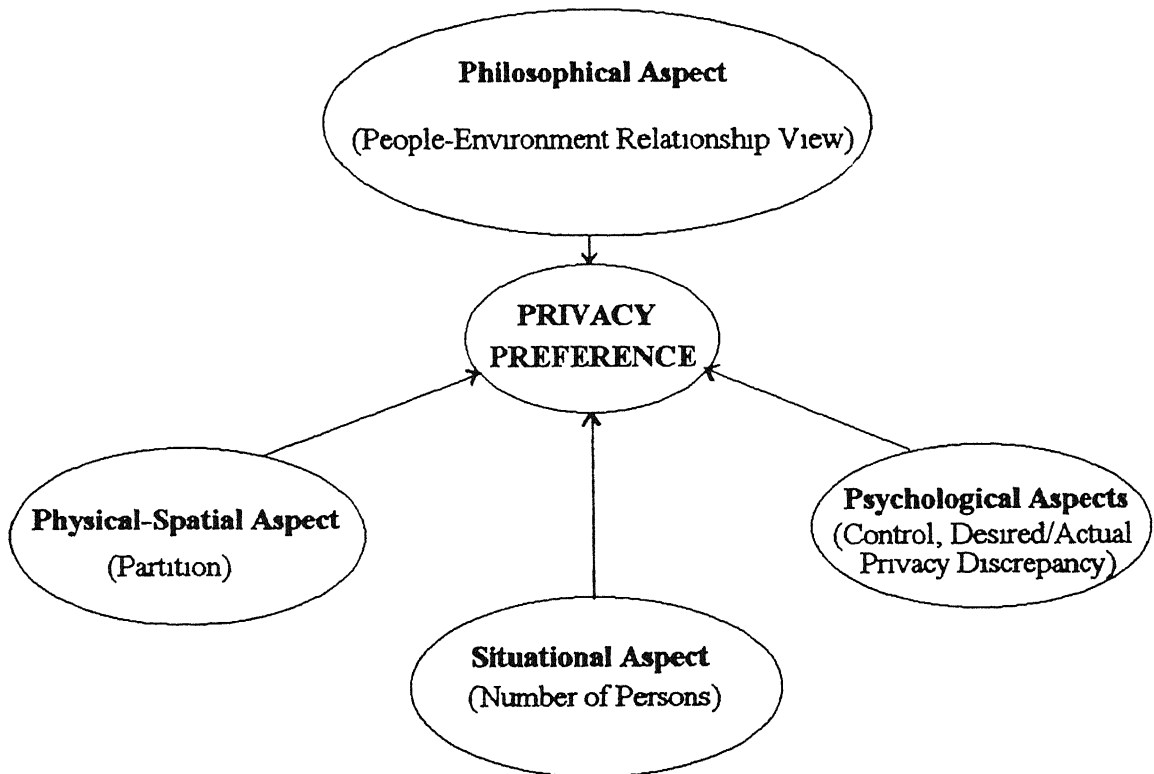 Philosophical Aspect
(People-Environment Relationship View)
PRIVACY
PREFERENCE
Physical-Spatial Aspect
(Partition)
Psychological Aspects
(Control, Desired/Actual
Privacy Discrepancy)
Situational Aspect
(Number of Persons)